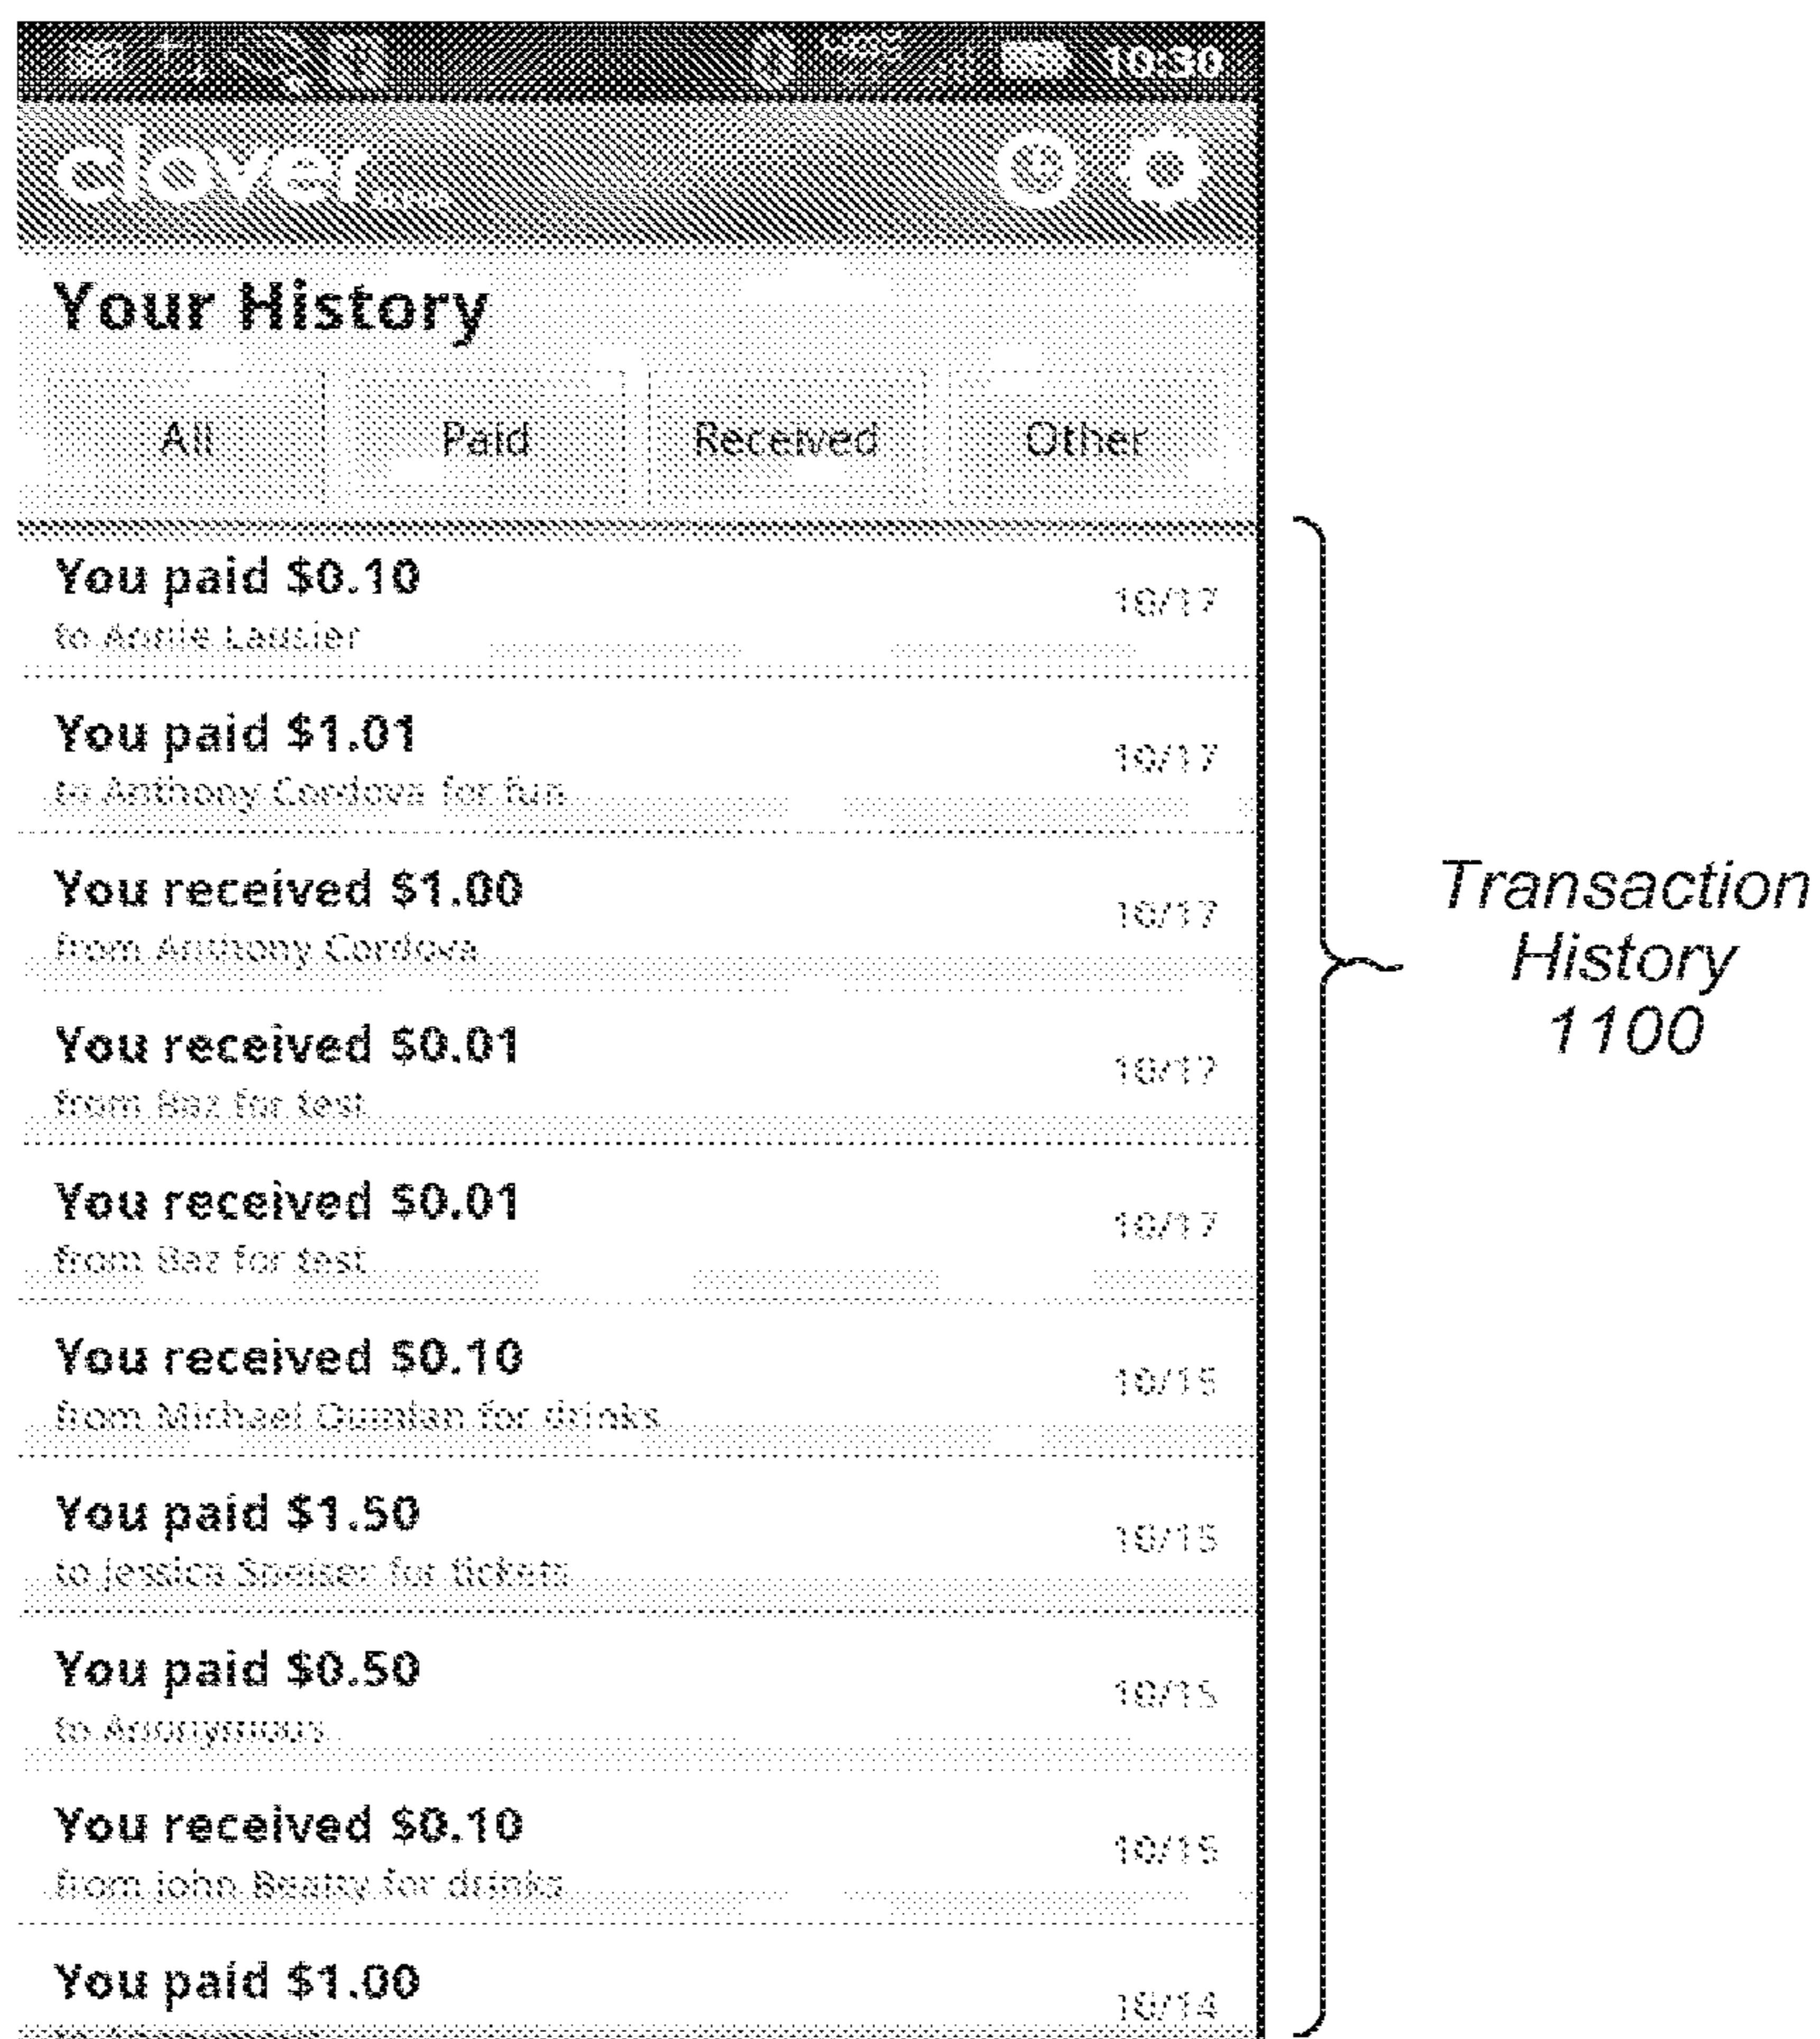 10:30
clover
Your History
All Paid Received Other
You paid $0.10
10/17
to Annie Lausier
You paid $1.01
10/17
to Anthony Cordova for fun
You received $1.00
10/17
from Anthony Cordova
You received $0.01
10/17
from Baz for test
You received $0.01
10/17
from Baz for test
You received $0.10
10/15
from Michael Quinlan for drinks
You paid $1.50
10/15
to Jessica Speiser for tickets
You paid $0.50
10/15
to Anonymous
You received $0.10
10/15
from John Beatty for drinks
You paid $1.00
10/14
Transaction
History
1100